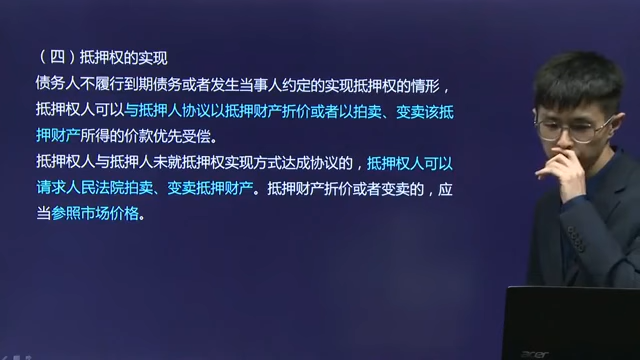 （四）抵押权的实现
债务人不履行到期债务或者发生当事人约定的实现抵押权的情形，
抵押权人可以与抵押人协议以抵押财产折价或者以拍卖、变卖该抵
押财产所得的价款优先受偿。
抵押权人与抵押人未就抵押权实现方式达成协议的，抵押权人可以
请求人民法院拍卖、变卖抵押财产。抵押财产折价或者变卖的，应
当参照市场价格。
acer